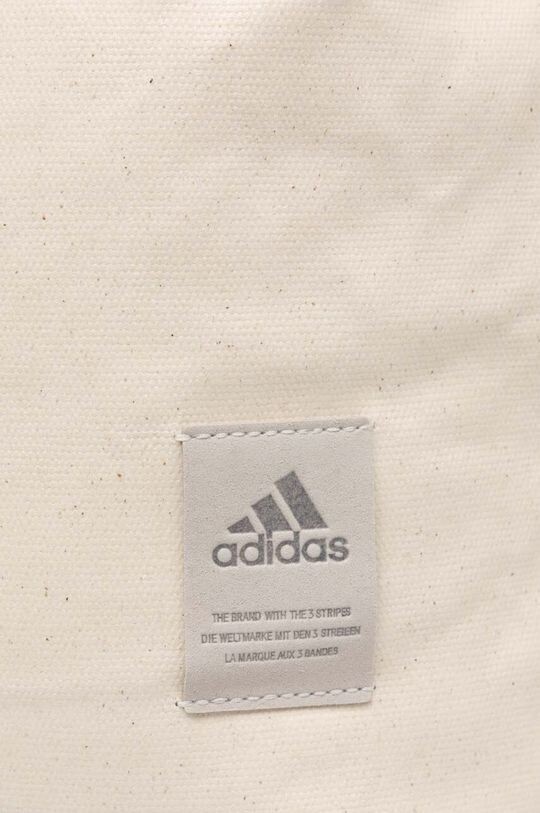 adidas
THE BRAND WITH THE 3 STRIPES
DIE WELTMARKE MIT DEN 3 STREIFEN
LA MARQUE AUX 3 BANDES